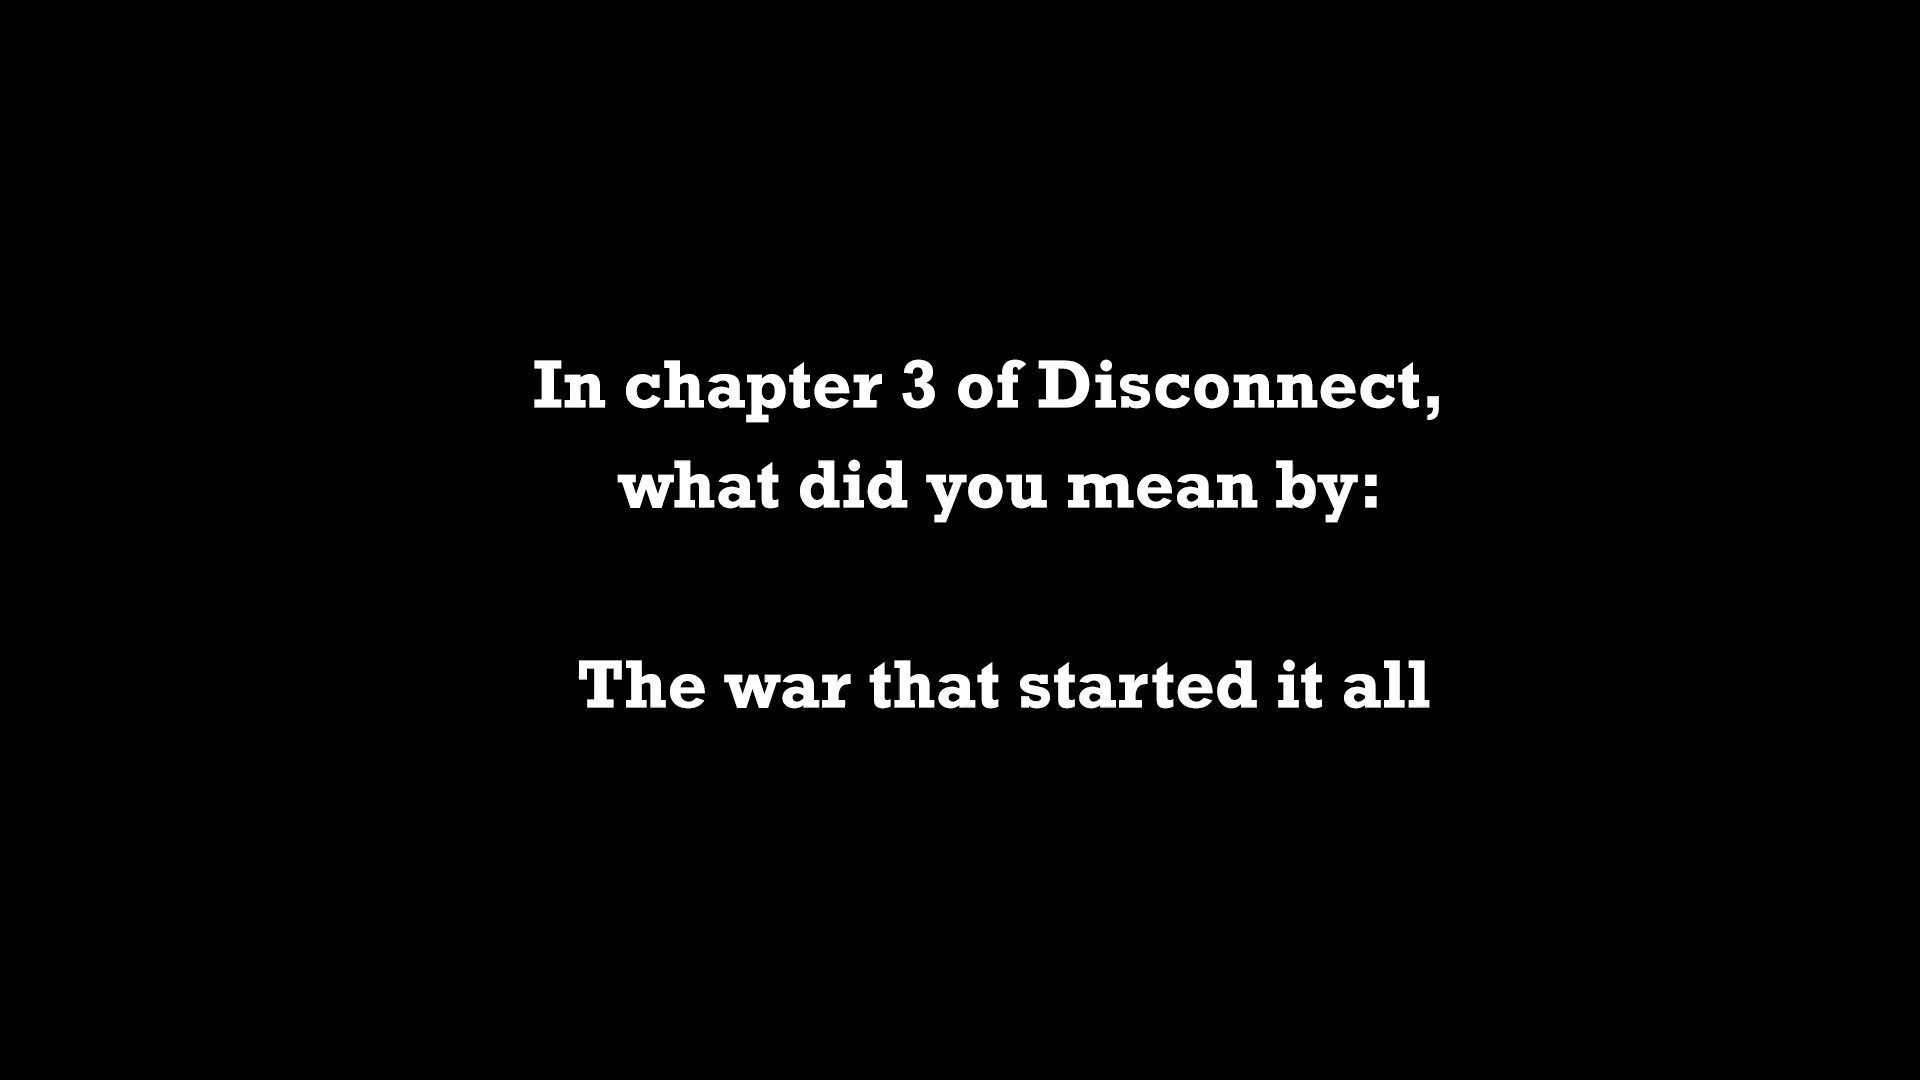 In chapter 3 of Disconnect,
what did you mean by:
The war that started it all